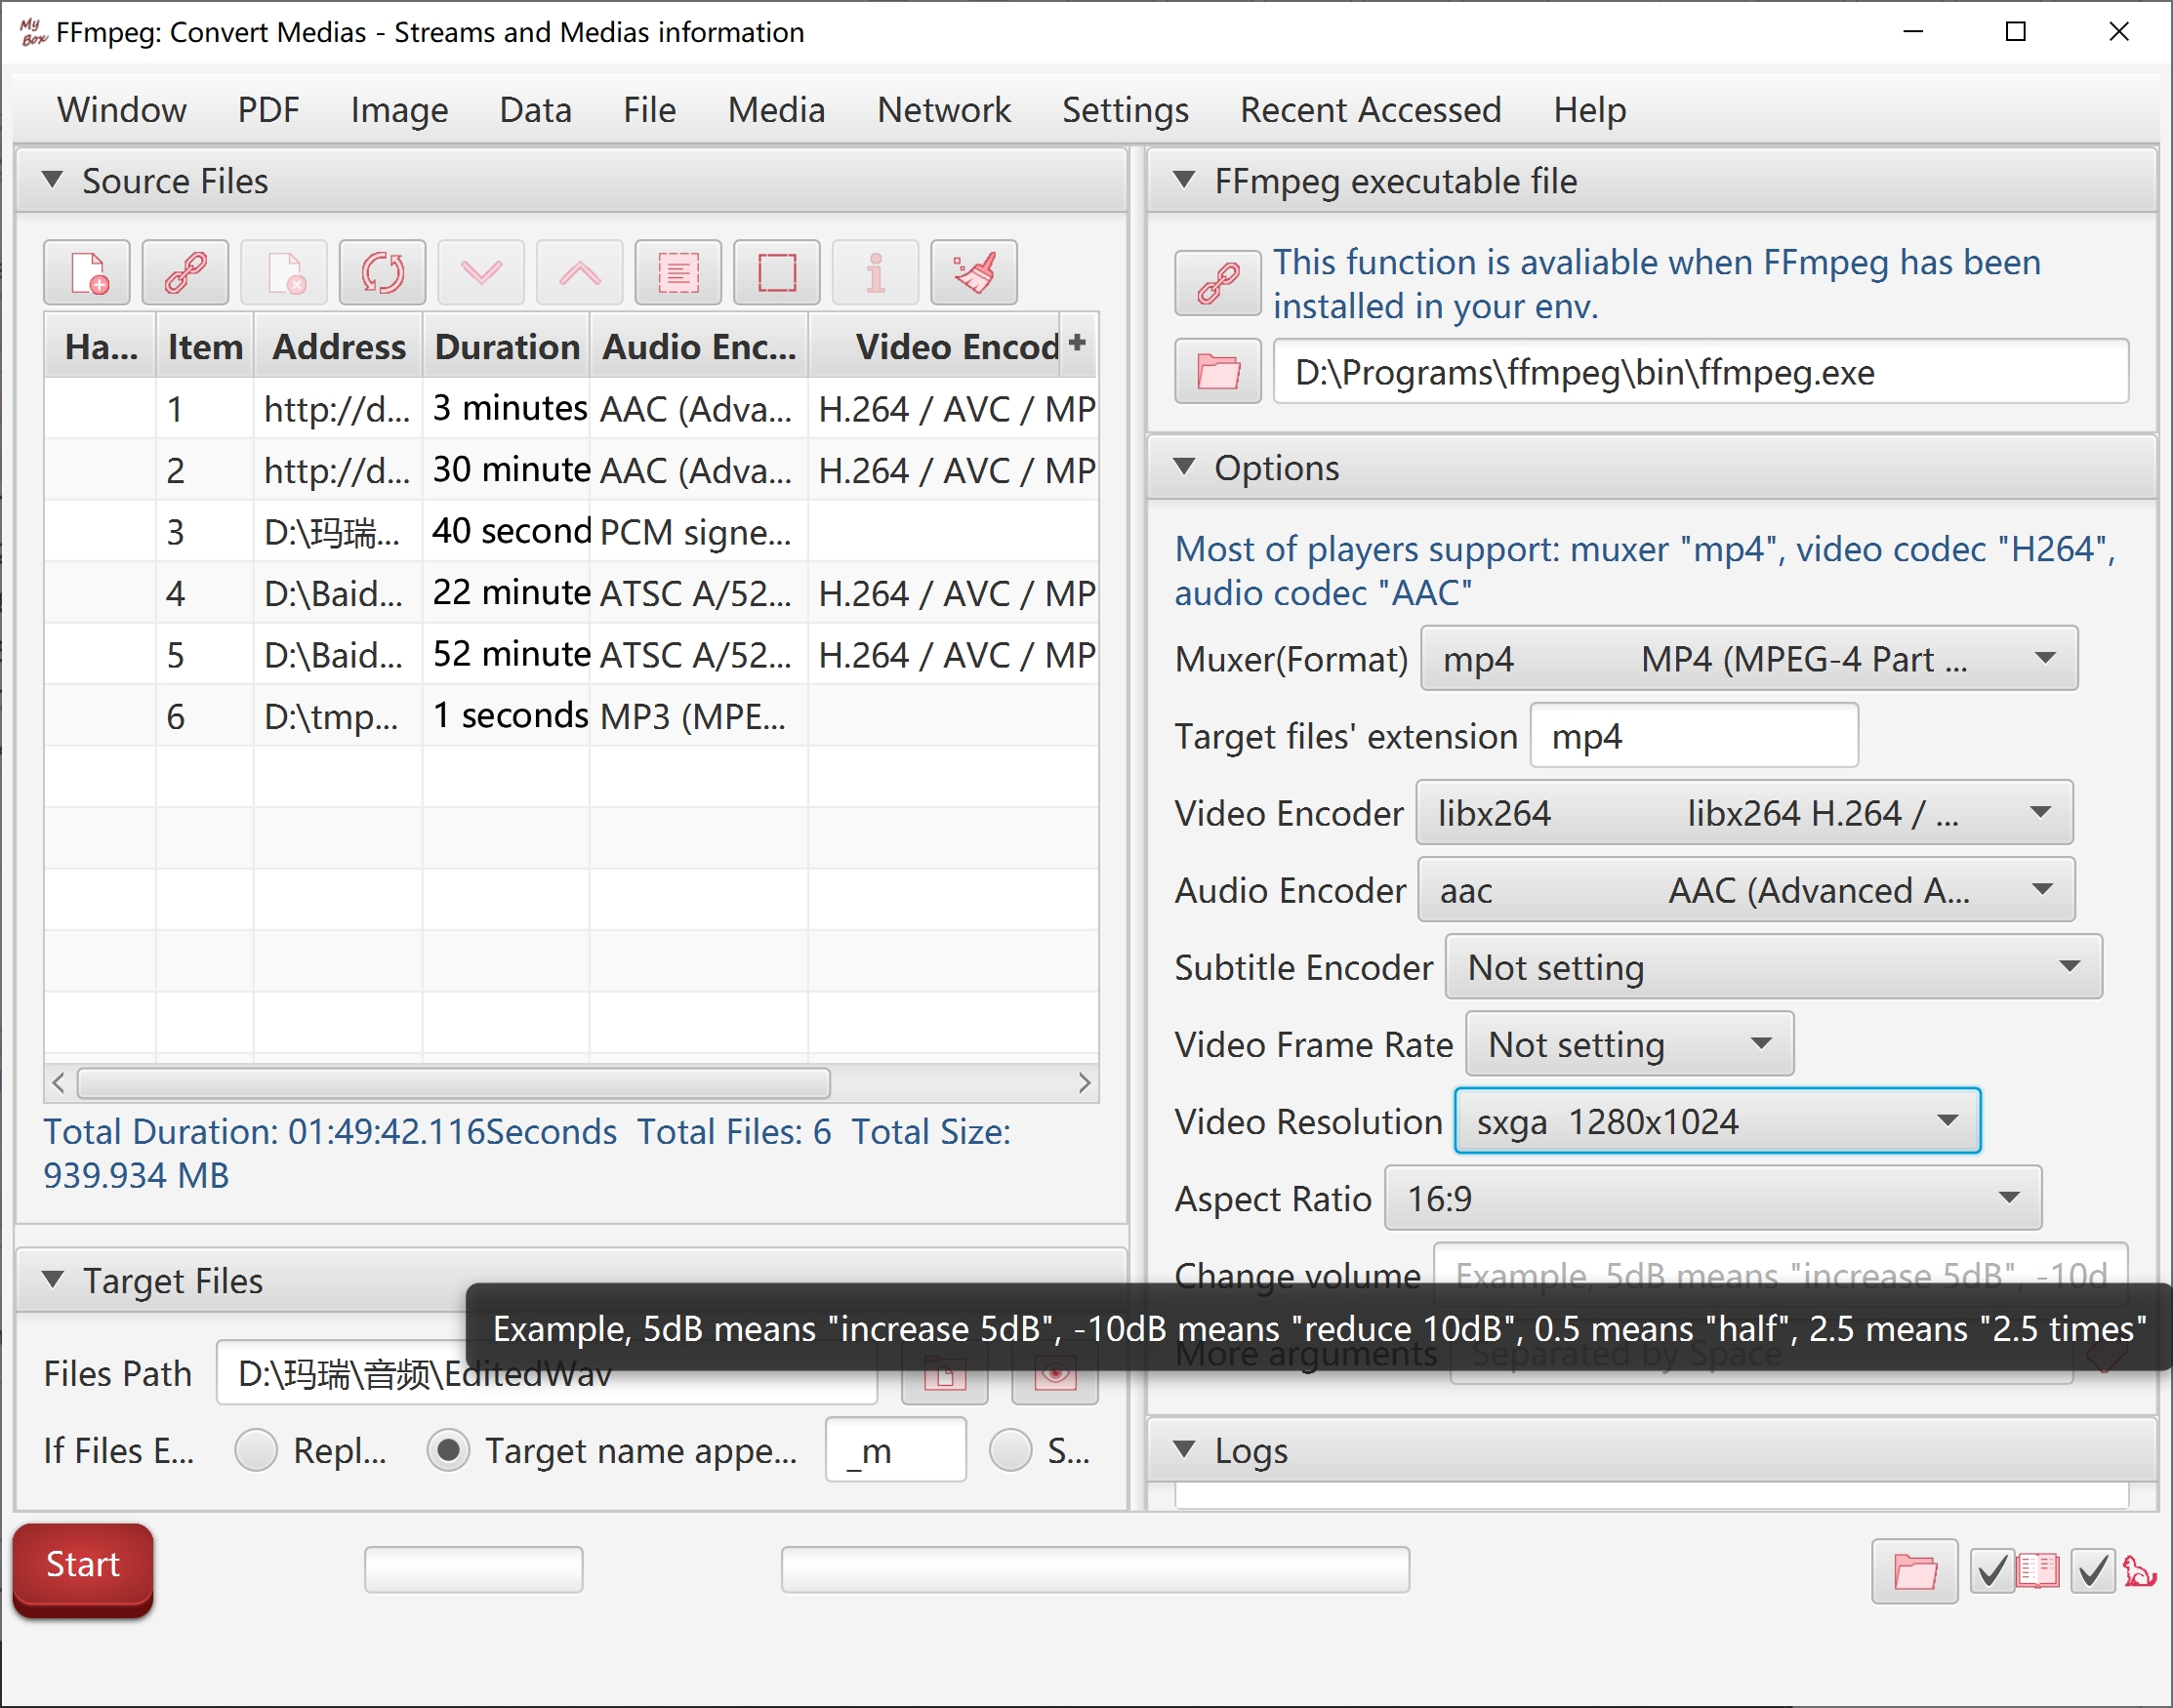 My Box FFmpeg: Convert Medias - Streams and Medias information
Window PDF Image Data File Media Network Settings Recent Accessed Help
Source Files
Ha... Item Address Duration Audio Enc... Video Encod +
1 http://d... 3 minutes AAC (Adva... H.264 / AVC / MP
2 http://d... 30 minute AAC (Adva... H.264 / AVC / MP
3 D:\玛瑞... 40 second PCM signe...
4 D:\Baid... 22 minute ATSC A/52... H.264 / AVC / MP
5 D:\Baid... 52 minute ATSC A/52... H.264 / AVC / MP
6 D:\tmp... 1 seconds MP3 (MPE...
Total Duration: 01:49:42.116Seconds Total Files: 6 Total Size:
939.934 MB
Target Files
Files Path D:\玛瑞\音频\EditedWav
If Files E... Repl... Target name appe... _m S...
FFmpeg executable file
This function is avaliable when FFmpeg has been
installed in your env.
D:\Programs\ffmpeg\bin\ffmpeg.exe
Options
Most of players support: muxer "mp4", video codec "H264",
audio codec "AAC"
Muxer(Format) mp4 MP4 (MPEG-4 Part ...
Target files' extension mp4
Video Encoder libx264 libx264 H.264 / ...
Audio Encoder aac AAC (Advanced A...
Subtitle Encoder Not setting
Video Frame Rate Not setting
Video Resolution sxga 1280x1024
Aspect Ratio 16:9
Change volume Example, 5dB means "increase 5dB", -10d
Example, 5dB means "increase 5dB", -10dB means "reduce 10dB", 0.5 means "half", 2.5 means "2.5 times"
More arguments Separated by Space
Logs
Start